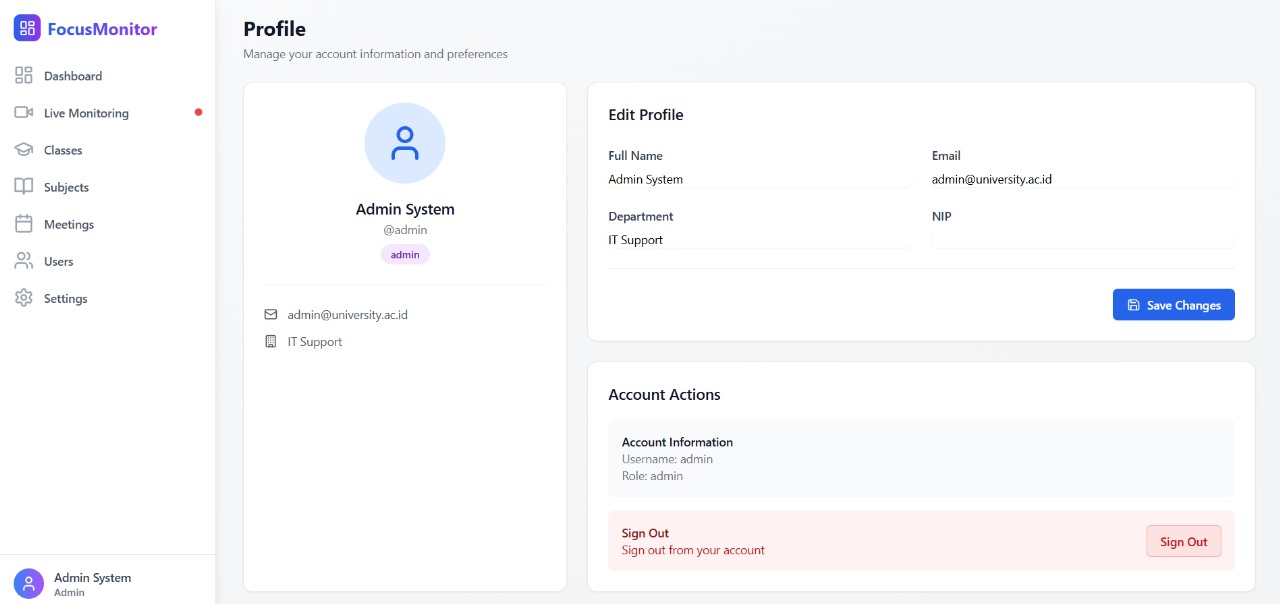 FocusMonitor
Dashboard
Live Monitoring
Classes
Subjects
Meetings
Users
Settings
Admin System
Admin
Profile
Manage your account information and preferences
Admin System
@admin
admin
admin@university.ac.id
IT Support
Edit Profile
Full Name
Admin System
Email
admin@university.ac.id
Department
IT Support
NIP
Save Changes
Account Actions
Account Information
Username: admin
Role: admin
Sign Out
Sign out from your account
Sign Out